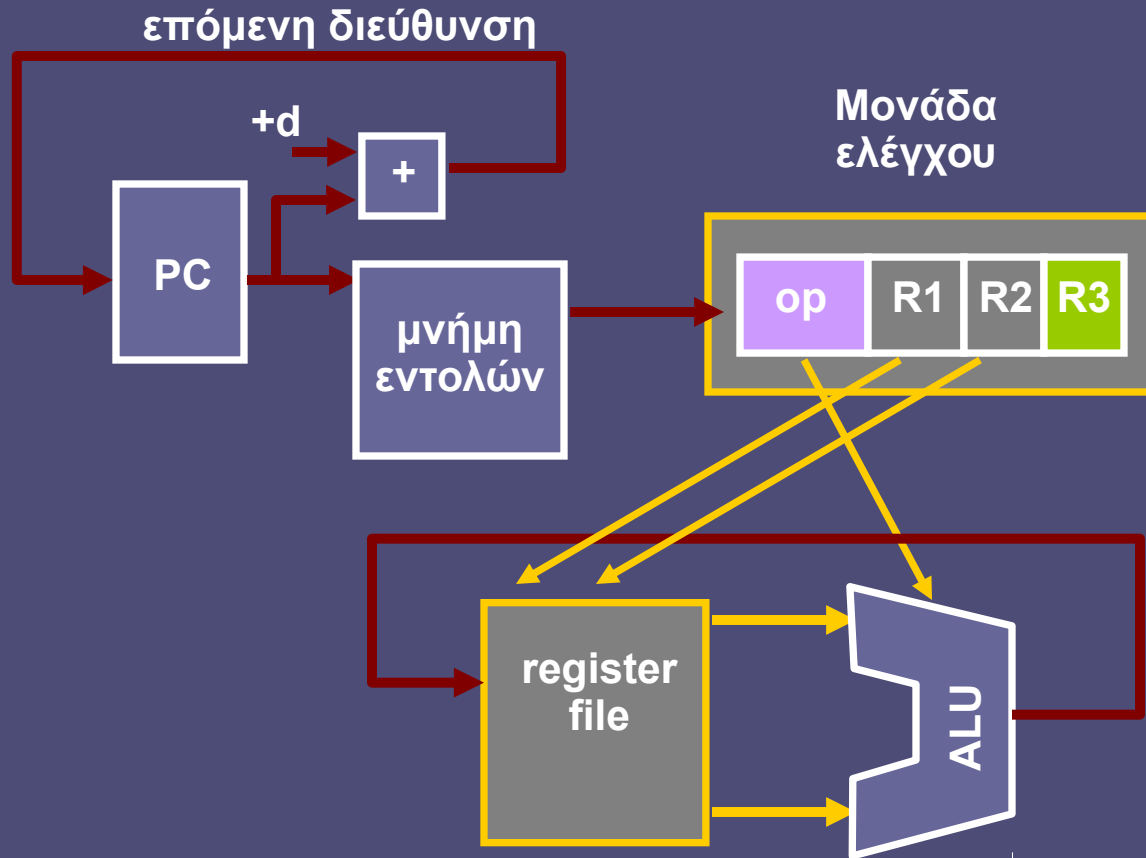 επόμενη διεύθυνση
+d
+
Μονάδα
ελέγχου
PC
op
R1
R2
R3
μνήμη
εντολών
register
file
ALU